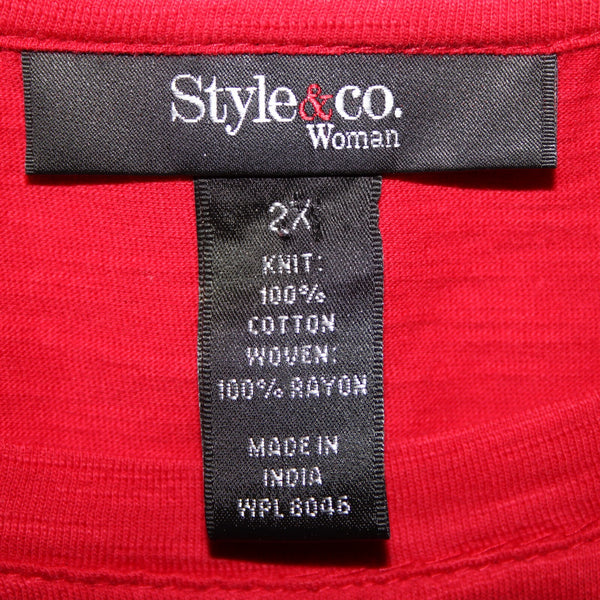 Style&co.
Woman
2X
KNIT:
100%
COTTON
WOVEN:
100% RAYON
MADE IN
INDIA
WPL 8046